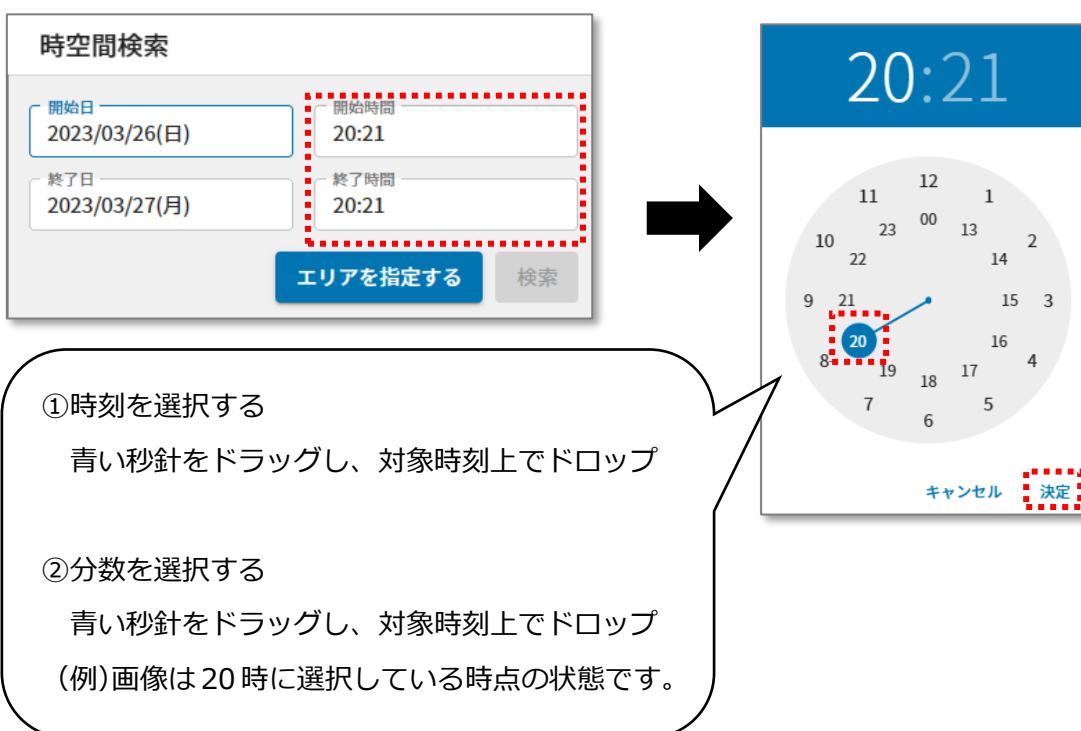 時空間検索
開始日
2023/03/26(日)
開始時間
20:21
終了日
2023/03/27(月)
終了時間
20:21
エリアを指定する
検索
20:21
12
11
1
00
23
13
10
2
22
14
9
21
15
3
20
16
8
4
19
17
18
7
5
6
キャンセル
決定
①時刻を選択する
青い秒針をドラッグし、対象時刻上でドロップ
②分数を選択する
青い秒針をドラッグし、対象時刻上でドロップ
(例)画像は20時に選択している時点の状態です。